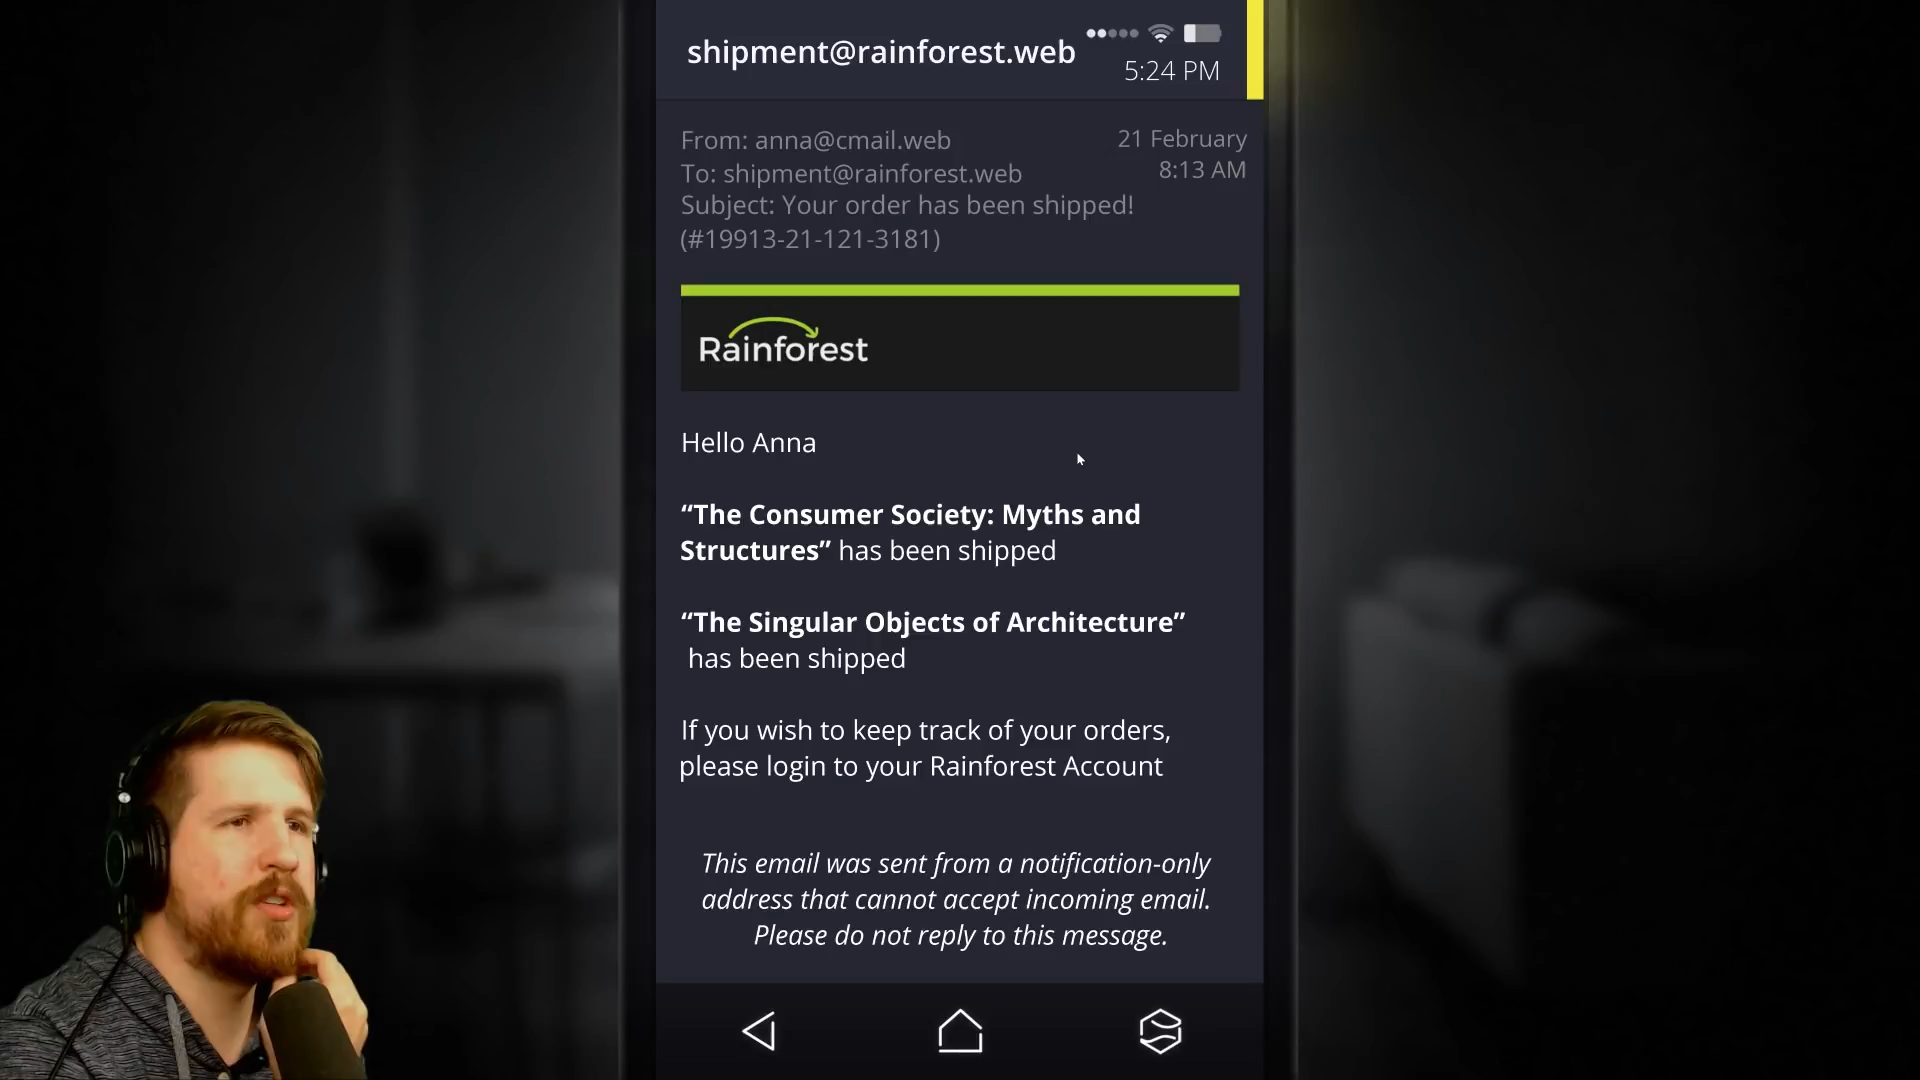 shipment@rainforest.web
5:24 PM
From: anna@cmail.web
21 February
To: shipment@rainforest.web
8:13 AM
Subject: Your order has been shipped!
(#19913-21-121-3181)
Rainforest
Hello Anna
“The Consumer Society: Myths and
Structures” has been shipped
“The Singular Objects of Architecture”
has been shipped
If you wish to keep track of your orders,
please login to your Rainforest Account
This email was sent from a notification-only
address that cannot accept incoming email.
Please do not reply to this message.